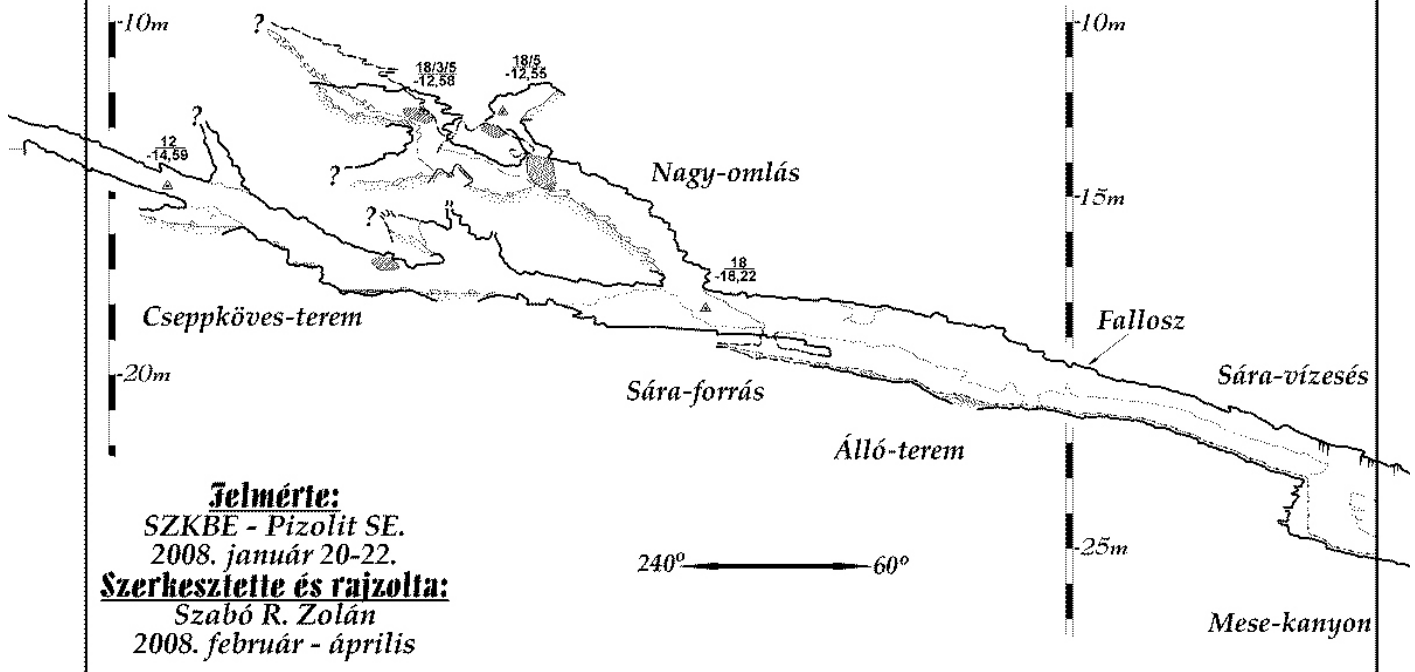 -10m
?
18/3/5
-12,58
18/5
-12,55
-10m
?
12
-14,59
?
Nagy-omlás
-15m
?
"
18
-18,22
Cseppköves-terem
Fallosz
-20m
Sára-forrás
Sára-vízesés
Álló-terem
Felmérte:
SZKBE - Pizolit SE.
2008. január 20-22.
240° 60°
-25m
Szerkesztette és rajzolta:
Szabó R. Zolán
2008. február - április
Mese-kanyon